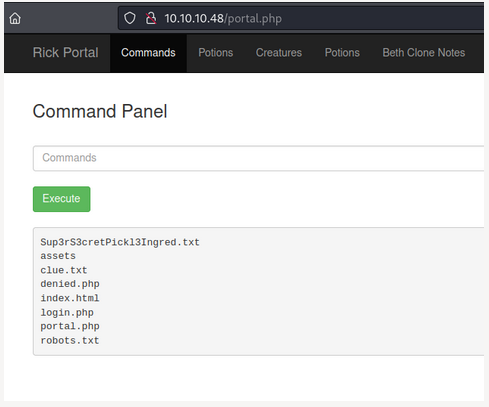 10.10.10.48/portal.php
Rick Portal Commands Potions Creatures Potions Beth Clone Notes
Command Panel
Commands
Execute
Sup3rS3cretPickl3Ingred.txt
assets
clue.txt
denied.php
index.html
login.php
portal.php
robots.txt